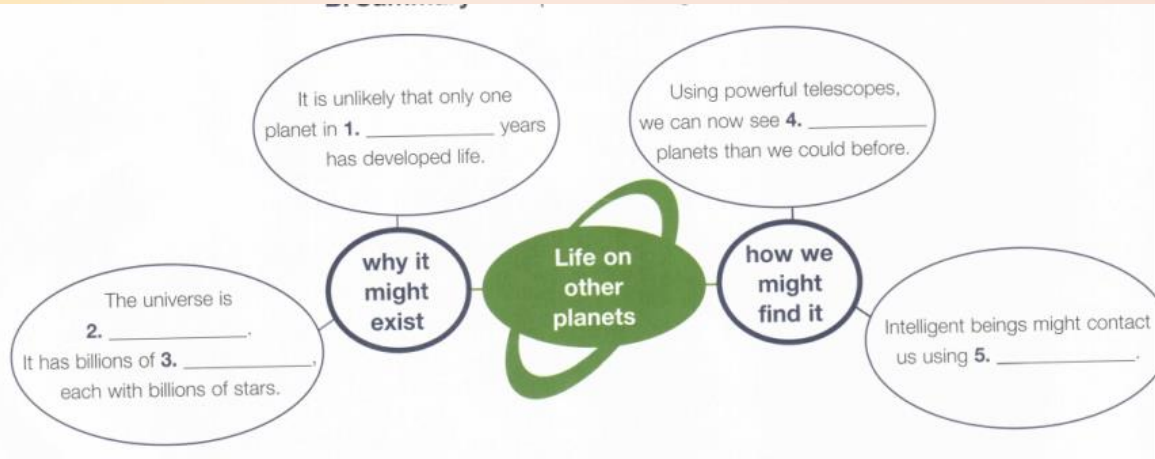 It is unlikely that only one
planet in 1. ____________ years
has developed life.
Using powerful telescopes,
we can now see 4. ____________
planets than we could before.
The universe is
2. ____________.
It has billions of 3. ____________,
each with billions of stars.
why it
might
exist
Life on
other
planets
how we
might
find it
Intelligent beings might contact
us using 5. ____________.